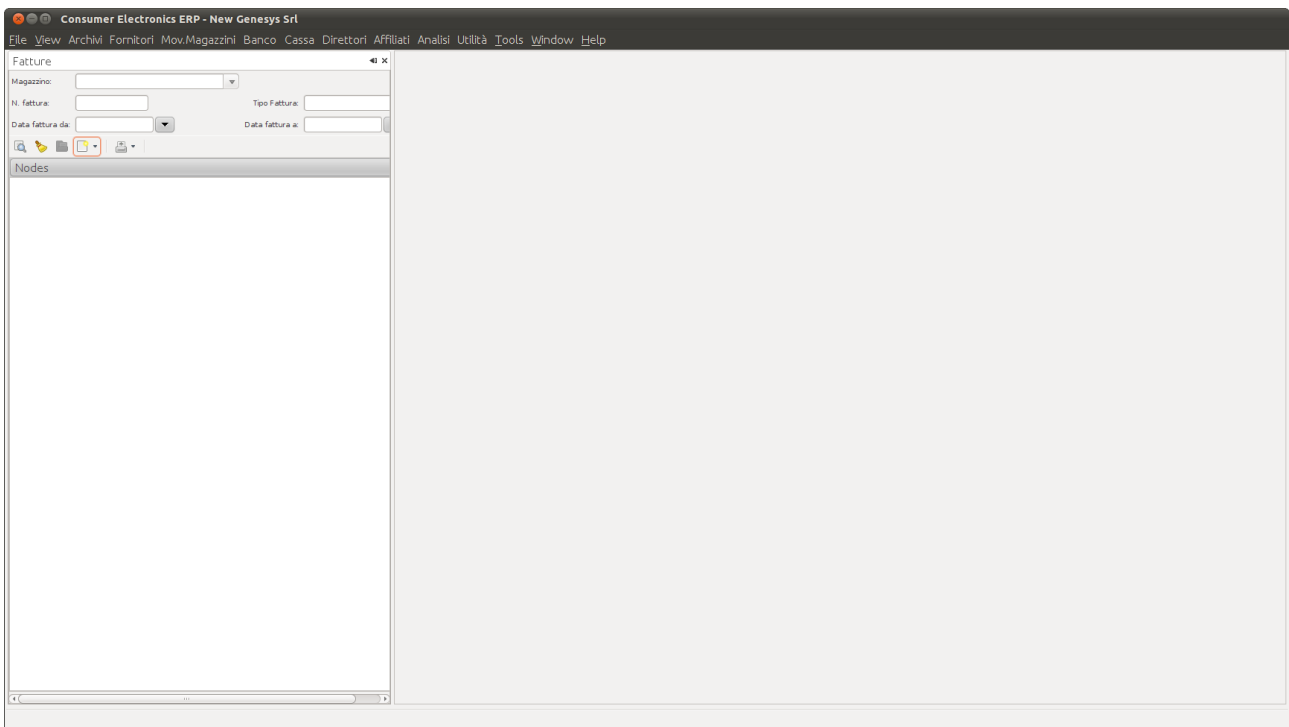 Consumer Electronics ERP - New Genesys Srl
File View Archivi Fornitori Mov.Magazzini Banco Cassa Direttori Affiliati Analisi Utilità Tools Window Help
Fatture
Magazzino:
N. fattura: Tipo Fattura:
Data fattura da: Data fattura a:
Nodes